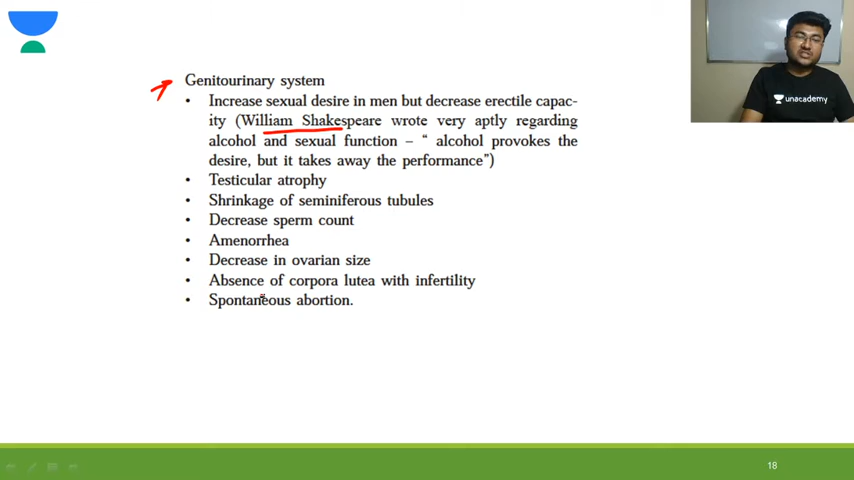 Genitourinary system
• Increase sexual desire in men but decrease erectile capac-
ity (William Shakespeare wrote very aptly regarding
alcohol and sexual function – “ alcohol provokes the
desire, but it takes away the performance”)
• Testicular atrophy
• Shrinkage of seminiferous tubules
• Decrease sperm count
• Amenorrhea
• Decrease in ovarian size
• Absence of corpora lutea with infertility
• Spontaneous abortion.
unacademy
18